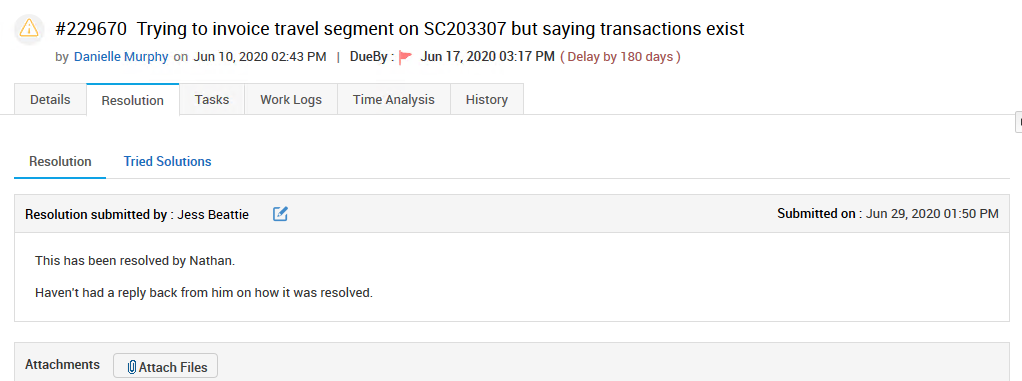 #229670 Trying to invoice travel segment on SC203307 but saying transactions exist
by Danielle Murphy on Jun 10, 2020 02:43 PM | DueBy : Jun 17, 2020 03:17 PM ( Delay by 180 days )
Details Resolution Tasks Work Logs Time Analysis History
Resolution Tried Solutions
Resolution submitted by : Jess Beattie Submitted on : Jun 29, 2020 01:50 PM
This has been resolved by Nathan.
Haven't had a reply back from him on how it was resolved.
Attachments Attach Files